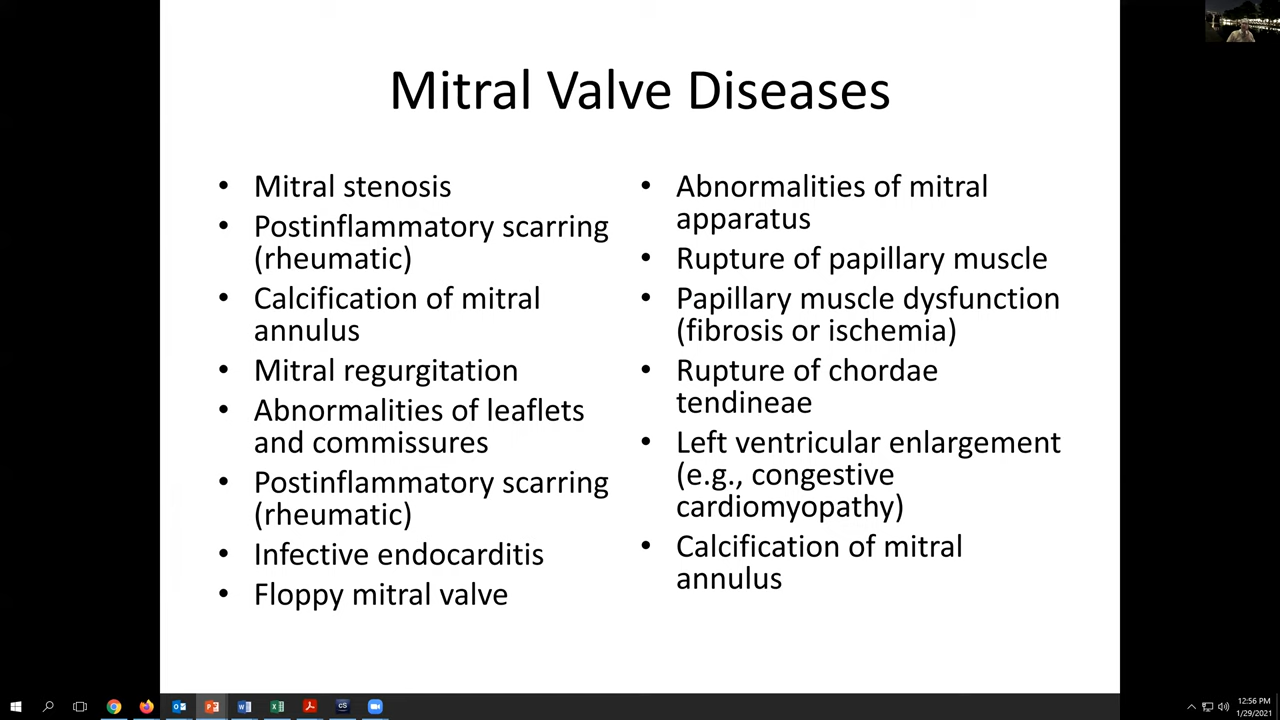 Mitral Valve Diseases
• Mitral stenosis
• Postinflammatory scarring
(rheumatic)
• Calcification of mitral
annulus
• Mitral regurgitation
• Abnormalities of leaflets
and commissures
• Postinflammatory scarring
(rheumatic)
• Infective endocarditis
• Floppy mitral valve
• Abnormalities of mitral
apparatus
• Rupture of papillary muscle
• Papillary muscle dysfunction
(fibrosis or ischemia)
• Rupture of chordae
tendineae
• Left ventricular enlargement
(e.g., congestive
cardiomyopathy)
• Calcification of mitral
annulus
12:56 PM
1/29/2021